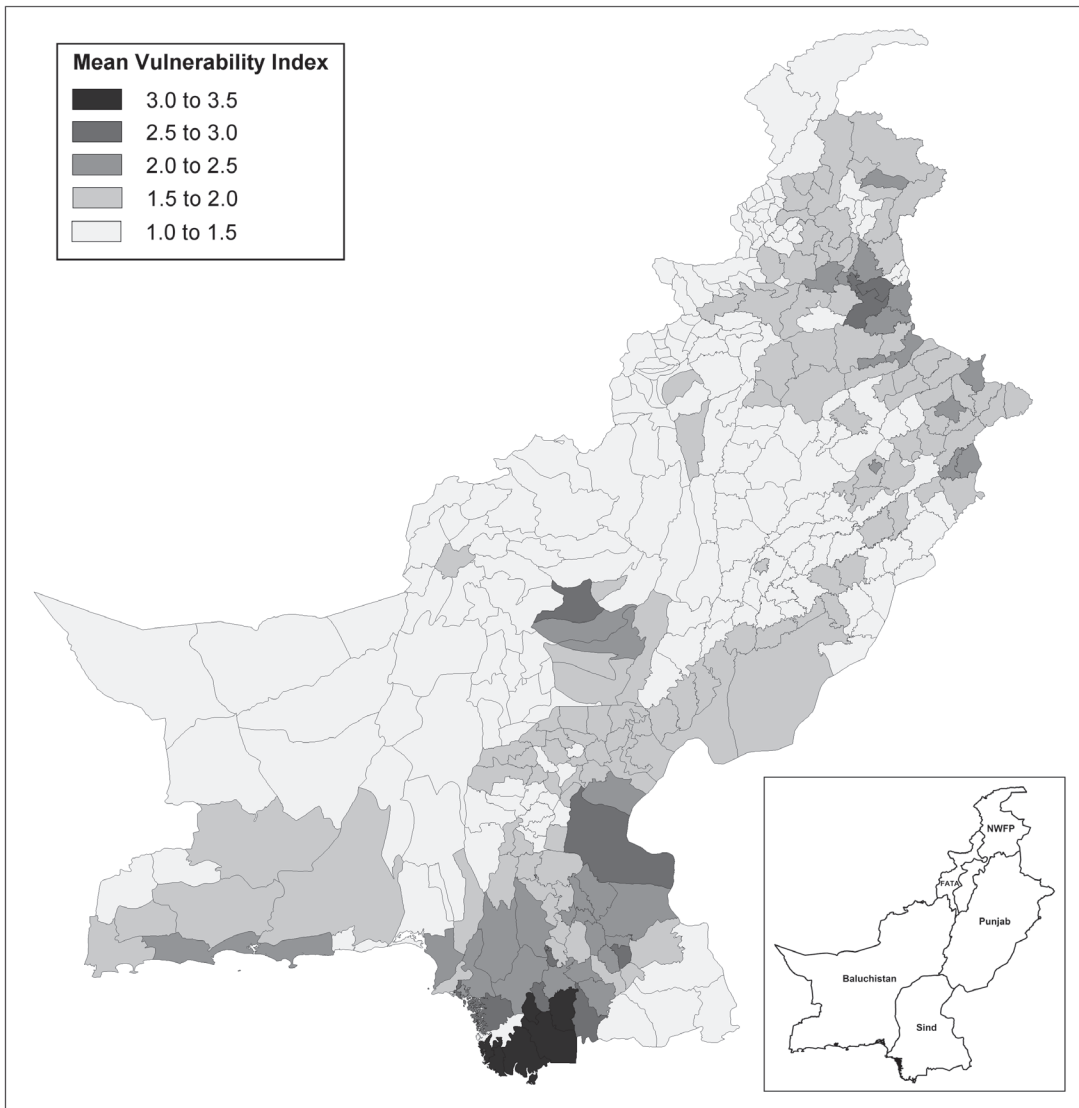 Mean Vulnerability Index
3.0 to 3.5
2.5 to 3.0
2.0 to 2.5
1.5 to 2.0
1.0 to 1.5
NWFP
FATA
Punjab
Baluchistan
Sind